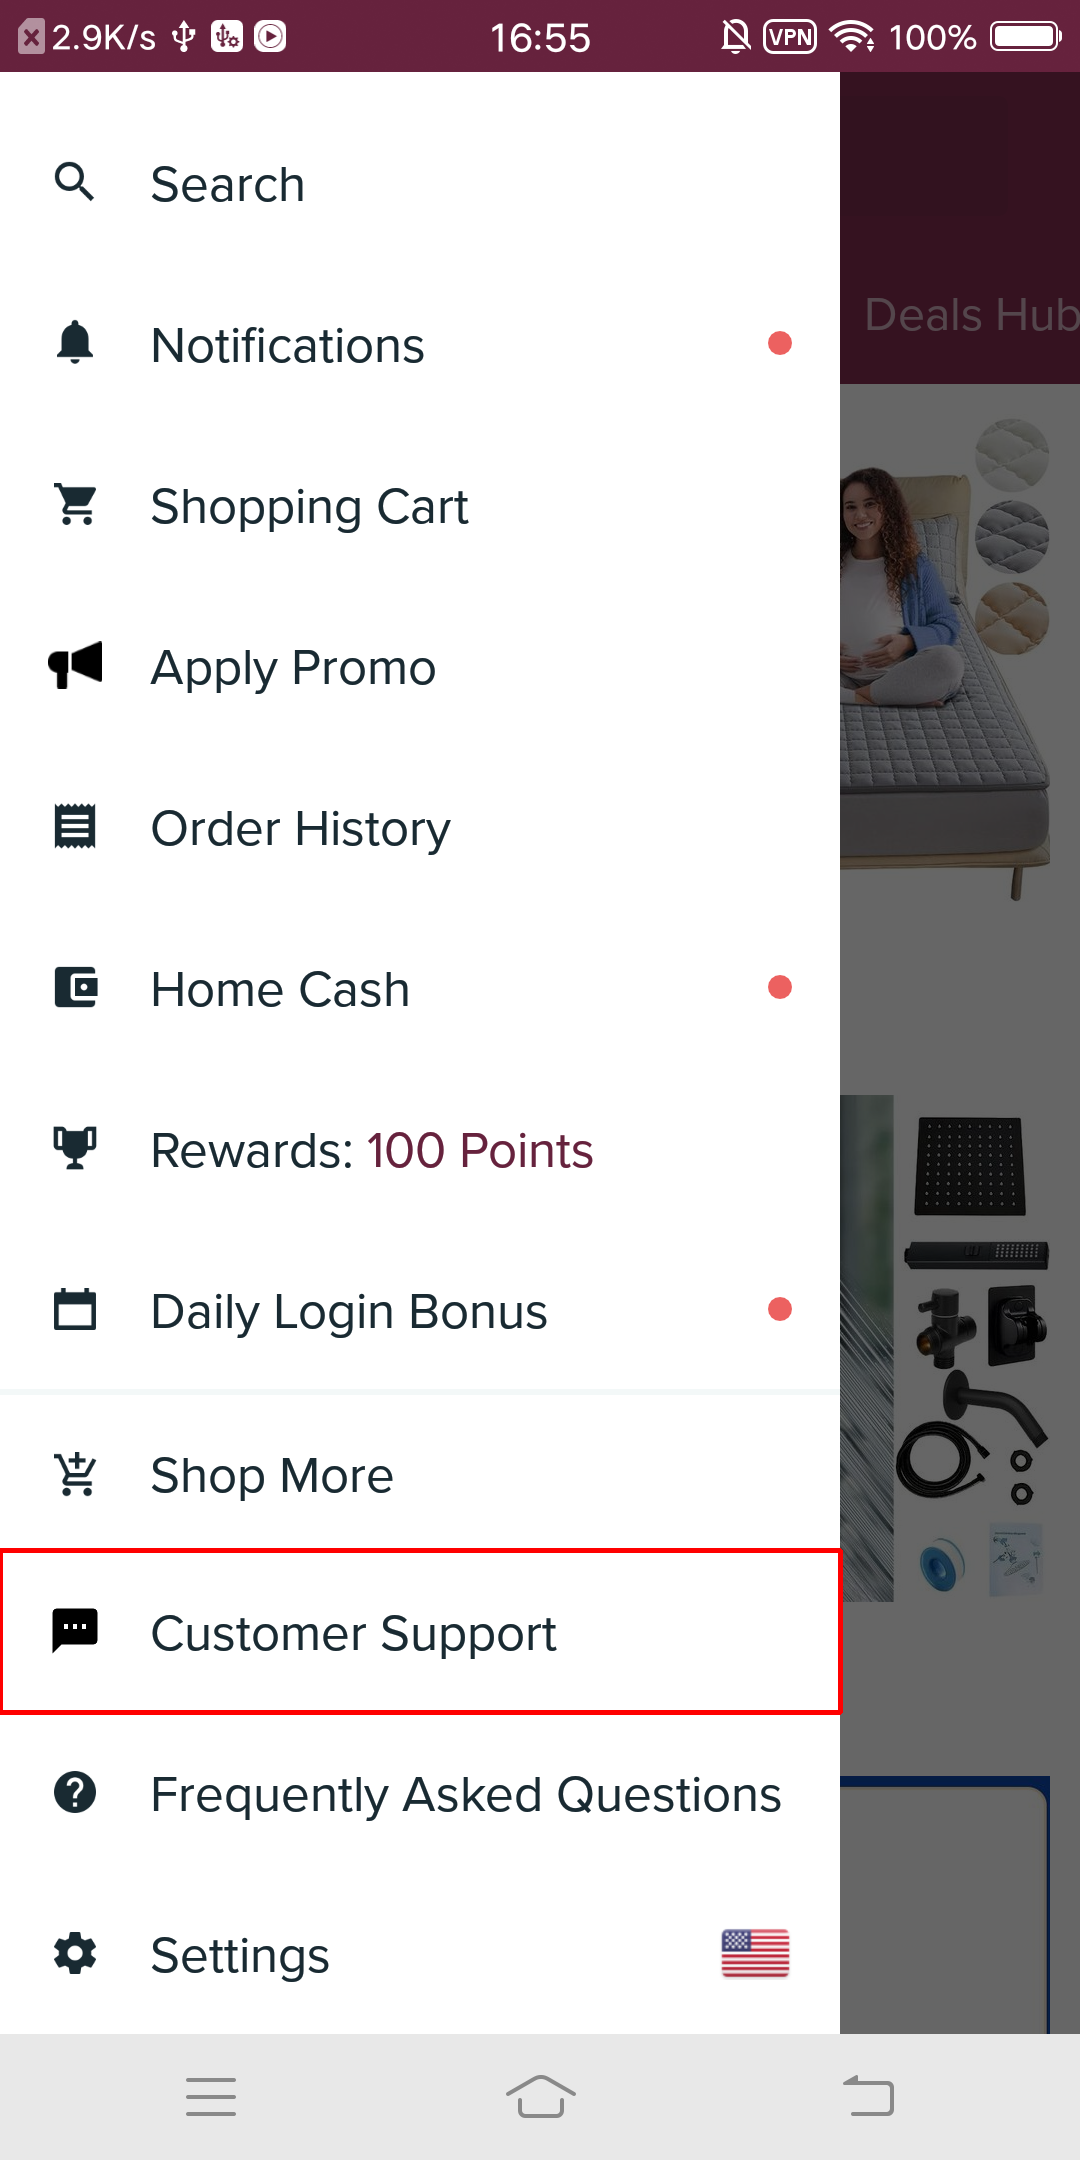 2.9K/s 16:55 VPN 100%
Search
Deals Hub
Notifications
Shopping Cart
Apply Promo
Order History
Home Cash
Rewards: 100 Points
Daily Login Bonus
Shop More
Customer Support
Frequently Asked Questions
Settings